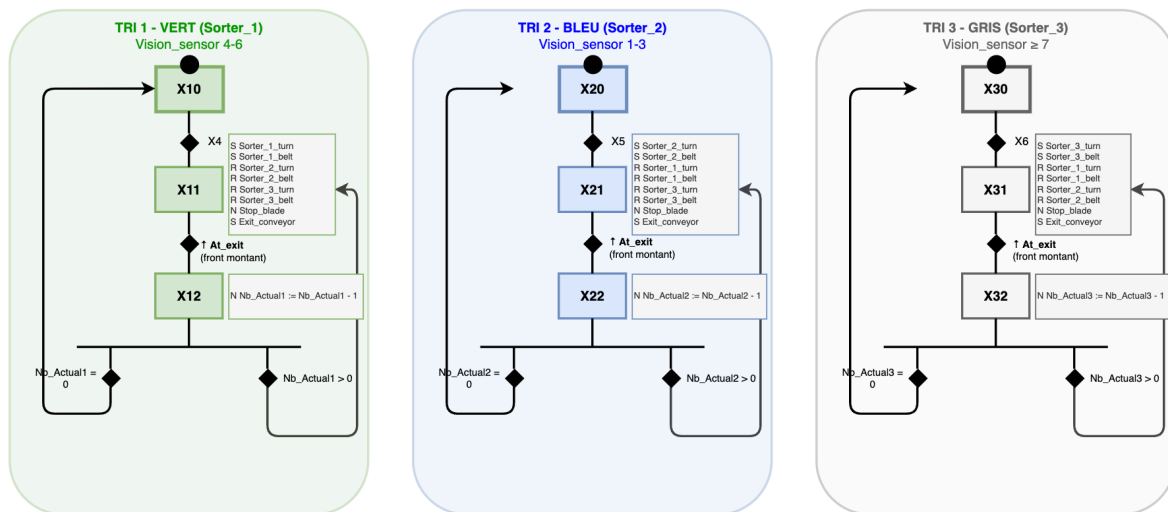 TRI 1 - VERT (Sorter_1)
Vision_sensor 4-6
X10
X4
S Sorter_1_turn
S Sorter_1_belt
R Sorter_2_turn
R Sorter_2_belt
R Sorter_3_turn
R Sorter_3_belt
N Stop_blade
S Exit_conveyor
X11
↑ At_exit
(front montant)
X12
N Nb_Actual1 := Nb_Actual1 - 1
Nb_Actual1 =
0
Nb_Actual1 > 0
TRI 2 - BLEU (Sorter_2)
Vision_sensor 1-3
X20
X5
S Sorter_2_turn
S Sorter_2_belt
R Sorter_1_turn
R Sorter_1_belt
R Sorter_3_turn
R Sorter_3_belt
N Stop_blade
S Exit_conveyor
X21
↑ At_exit
(front montant)
X22
N Nb_Actual2 := Nb_Actual2 - 1
Nb_Actual2 =
0
Nb_Actual2 > 0
TRI 3 - GRIS (Sorter_3)
Vision_sensor ≥ 7
X30
X6
S Sorter_3_turn
S Sorter_3_belt
R Sorter_1_turn
R Sorter_1_belt
R Sorter_2_turn
R Sorter_2_belt
N Stop_blade
S Exit_conveyor
X31
↑ At_exit
(front montant)
X32
N Nb_Actual3 := Nb_Actual3 - 1
Nb_Actual3 =
0
Nb_Actual3 > 0